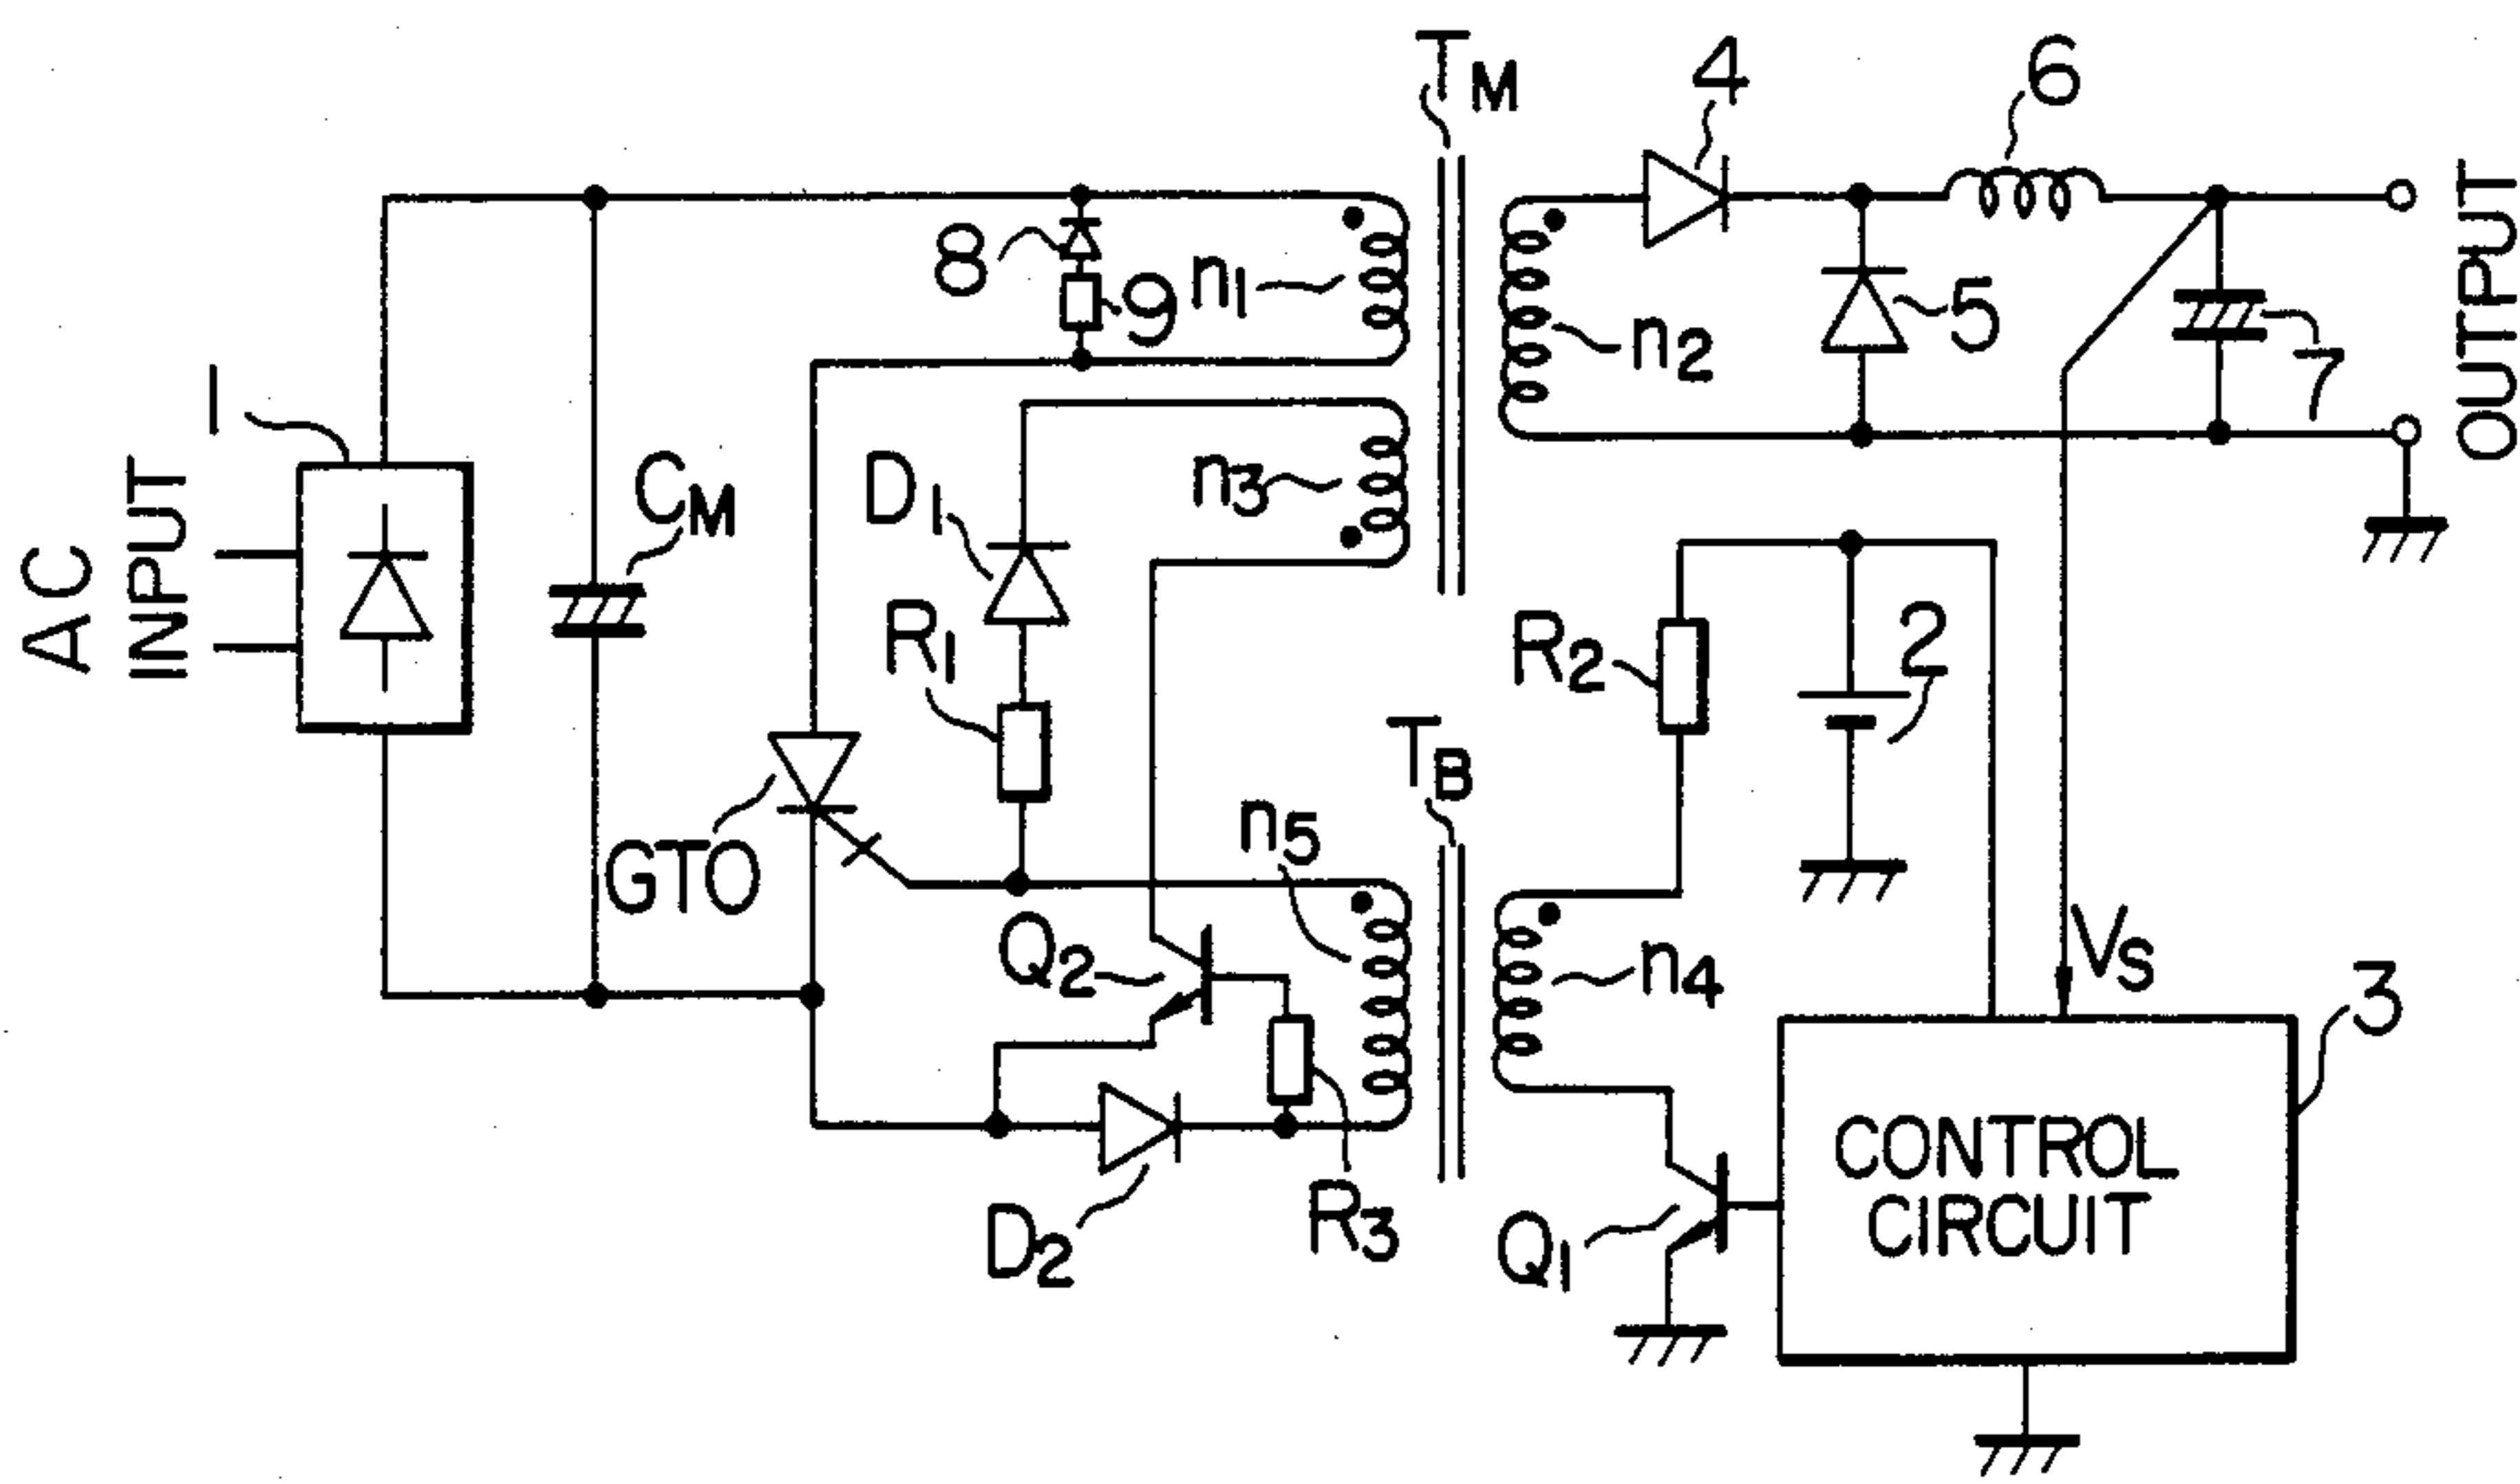 T M
4
6
8
9
n1
n2
5
7
OUTPUT
1
AC
INPUT
CM
D1
n3
R1
R2
2
GTO
TB
n5
Q2
n4
VS
3
CONTROL
CIRCUIT
D2
R3
Q1